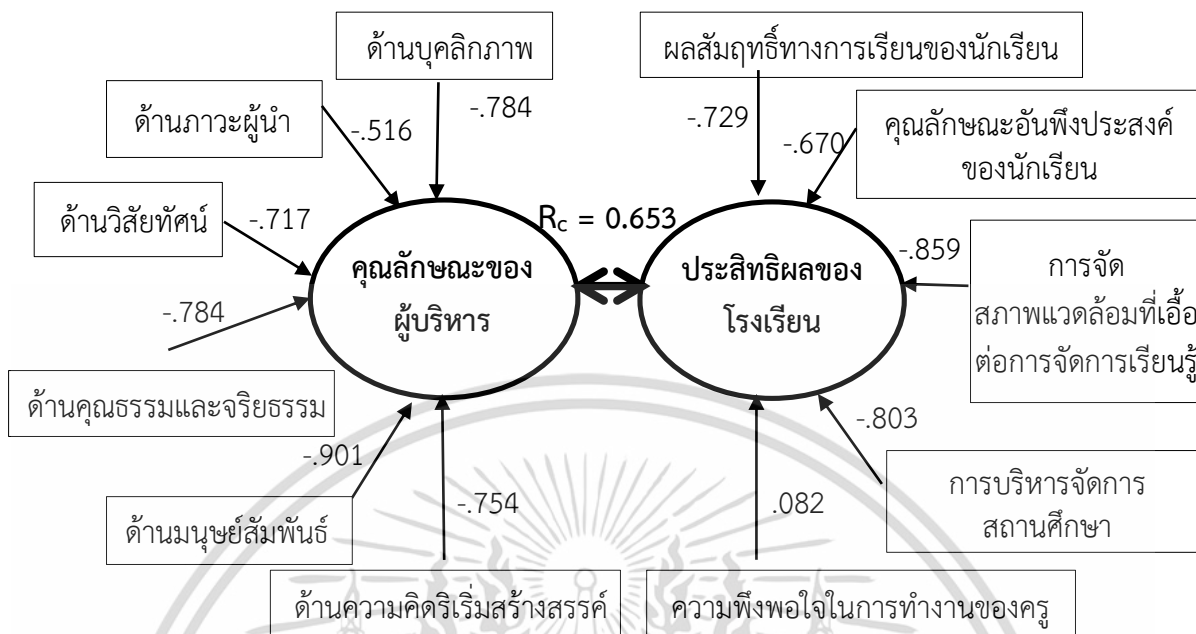 ด้านบุคลิกภาพ
ผลสัมฤทธิ์ทางการเรียนของนักเรียน
ด้านภาวะผู้นำ
-.516
-.784
-.729
-.670
คุณลักษณะอันพึงประสงค์
ของนักเรียน
ด้านวิสัยทัศน์
-.717
Rc = 0.653
-.859
คุณลักษณะของ
ผู้บริหาร
ประสิทธิผลของ
โรงเรียน
การจัด
สภาพแวดล้อมที่เอื้อ
ต่อการจัดการเรียนรู้
-.784
ด้านคุณธรรมและจริยธรรม
-.901
-.803
ด้านมนุษย์สัมพันธ์
-.754
.082
การบริหารจัดการ
สถานศึกษา
ด้านความคิดริเริ่มสร้างสรรค์
ความพึงพอใจในการทำงานของครู